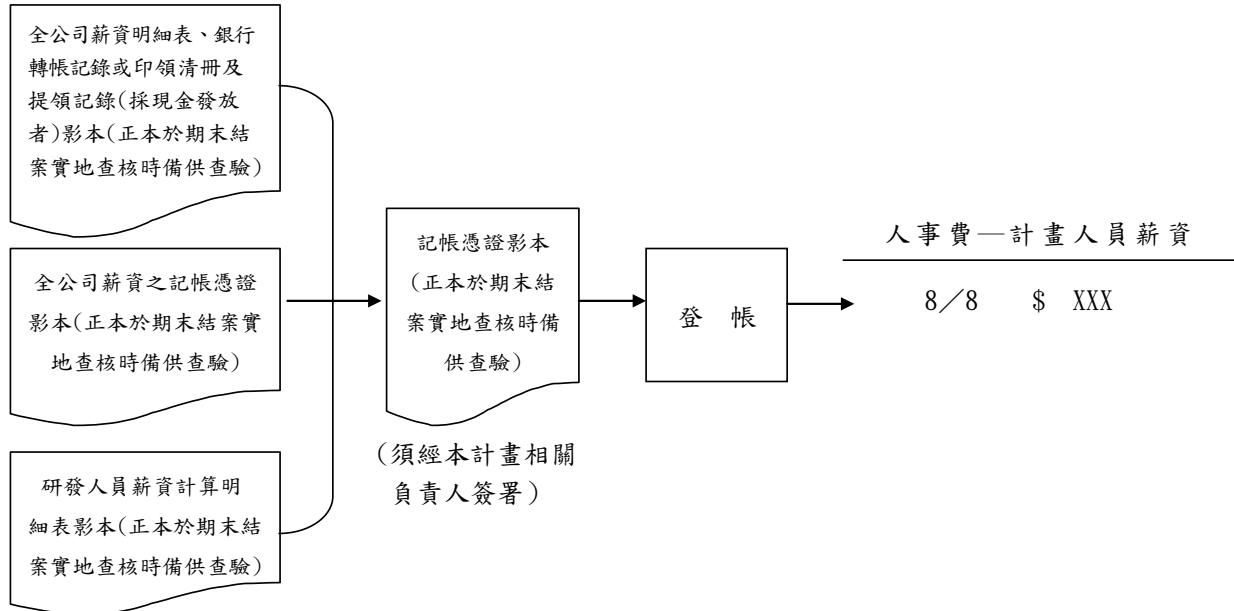 全公司薪資明細表、銀行
轉帳記錄或印領清冊及
提領記錄(採現金發放
者)影本(正本於期末結
案實地查核時備供查驗)
全公司薪資之記帳憑證
影本(正本於期末結案實
地查核時備供查驗)
研發人員薪資計算明
細表影本(正本於期末結
案實地查核時備供查驗)
記帳憑證影本
(正本於期末結
案實地查核時備
供查驗)
(須經本計畫相關
負責人簽署)
登 帳
人事費—計畫人員薪資
8/8 $ XXX